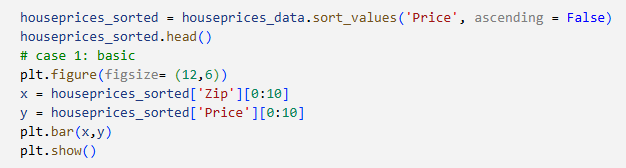 houseprices_sorted = houseprices_data.sort_values('Price', ascending = False)
houseprices_sorted.head()
# case 1: basic
plt.figure(figsize= (12,6))
x = houseprices_sorted['Zip'][0:10]
y = houseprices_sorted['Price'][0:10]
plt.bar(x,y)
plt.show()